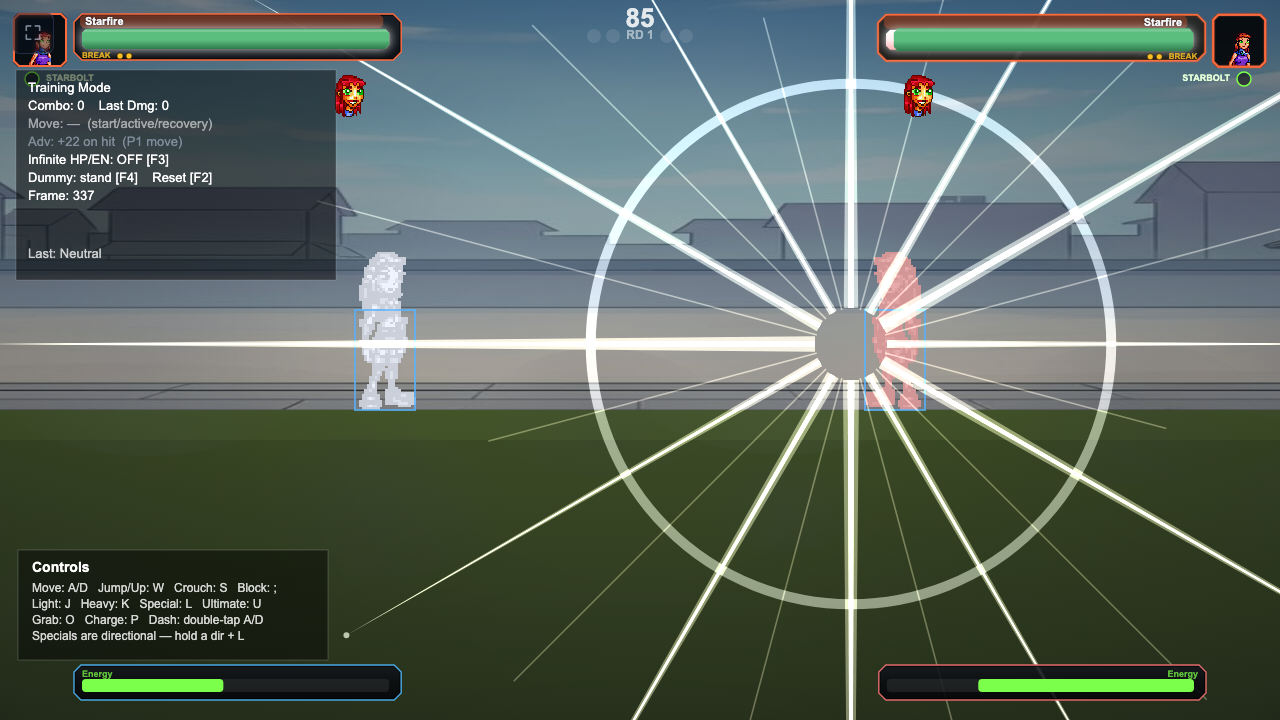 Starfire
85
RD 1
Starfire
BREAK
BREAK
STARBOLT
STARBOLT
Training Mode
Combo: 0    Last Dmg: 0
Move: —  (start/active/recovery)
Adv: +22 on hit  (P1 move)
Infinite HP/EN: OFF [F3]
Dummy: stand [F4]    Reset [F2]
Frame: 337
Last: Neutral
Controls
Move: A/D   Jump/Up: W   Crouch: S   Block: ;
Light: J   Heavy: K   Special: L   Ultimate: U
Grab: O   Charge: P   Dash: double-tap A/D
Specials are directional — hold a dir + L
Energy
Energy